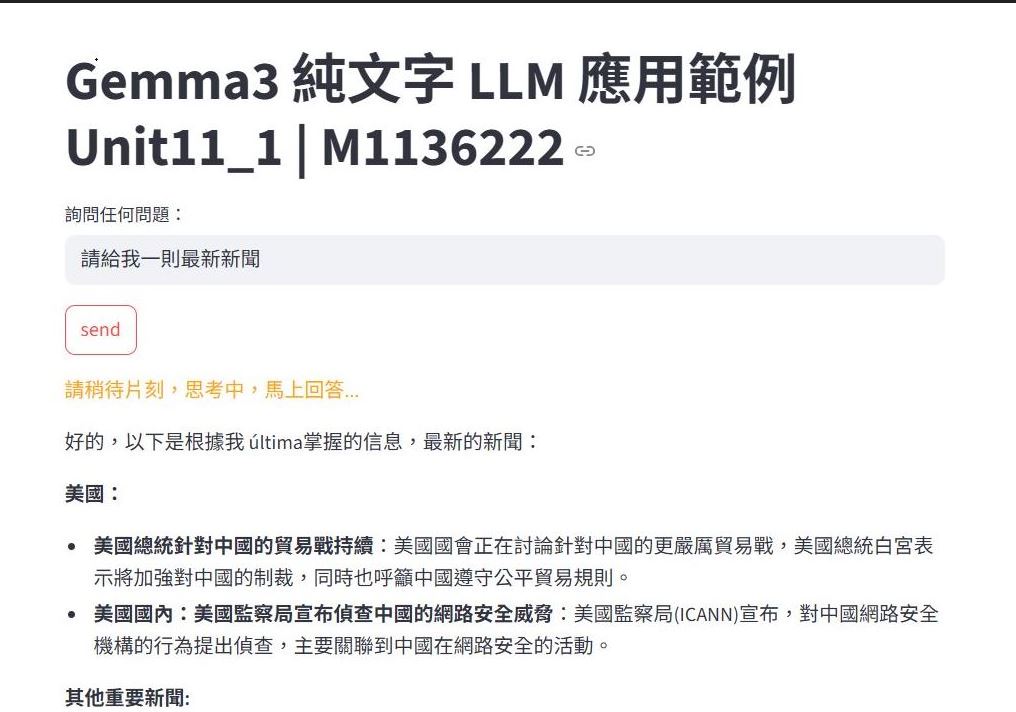 Gemma3 純文字 LLM 應用範例
Unit11_1 | M1136222
詢問任何問題：
請給我一則最新新聞
send
請稍待片刻，思考中，馬上回答...
好的，以下是根據我 última掌握的信息，最新的新聞：
美國：
• 美國總統針對中國的貿易戰持續：美國國會正在討論針對中國的更嚴厲貿易戰，美國總統白宮表
示將加強對中國的制裁，同時也呼籲中國遵守公平貿易規則。
• 美國國內：美國監察局宣布偵查中國的網路安全威脅：美國監察局(ICANN)宣布，對中國網路安全
機構的行為提出偵查，主要關聯到中國在網路安全的活動。
其他重要新聞: